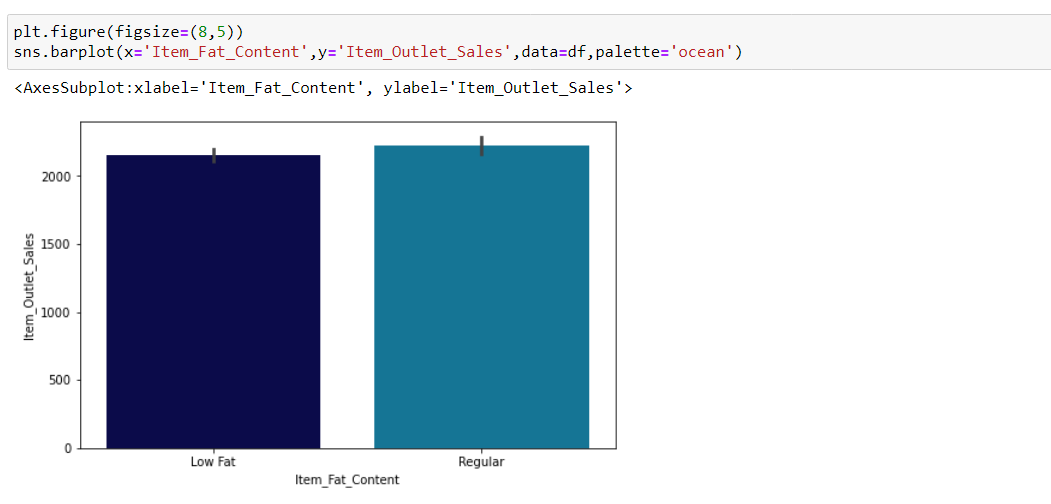 plt.figure(figsize=(8,5))
sns.barplot(x='Item_Fat_Content',y='Item_Outlet_Sales',data=df,palette='ocean')
<AxesSubplot:xlabel='Item_Fat_Content', ylabel='Item_Outlet_Sales'>
2000
1500
1000
500
0
Item_Outlet_Sales
Low Fat
Regular
Item_Fat_Content